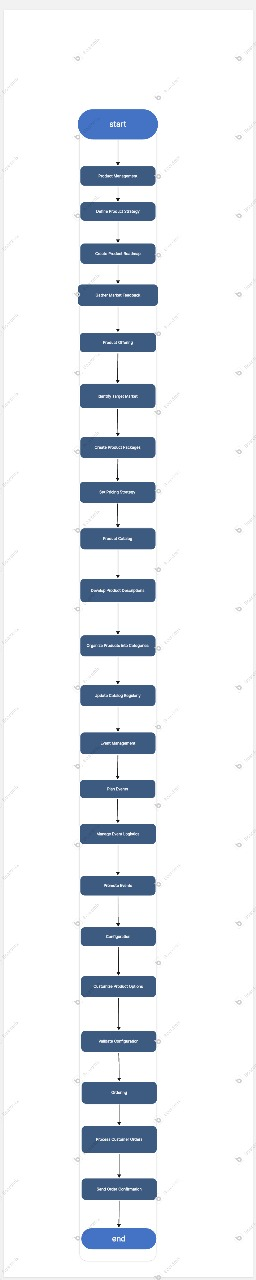 start
Product Management
Define Product Strategy
Create Product Roadmap
Gather Market Feedback
Product Offering
Identify Target Market
Create Product Packages
Set Pricing Strategy
Product Catalog
Develop Product Descriptions
Organize Products into Categories
Update Catalog Regularly
Event Management
Plan Events
Manage Event Logistics
Promote Events
Configuration
Customize Product Options
Validate Configuration
Ordering
Process Customer Orders
Send Order Confirmation
end